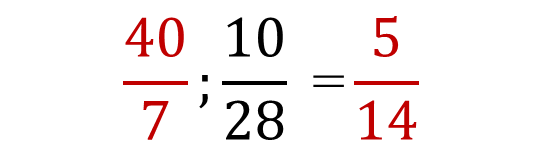 40/7 ; 10/28 = 5/14